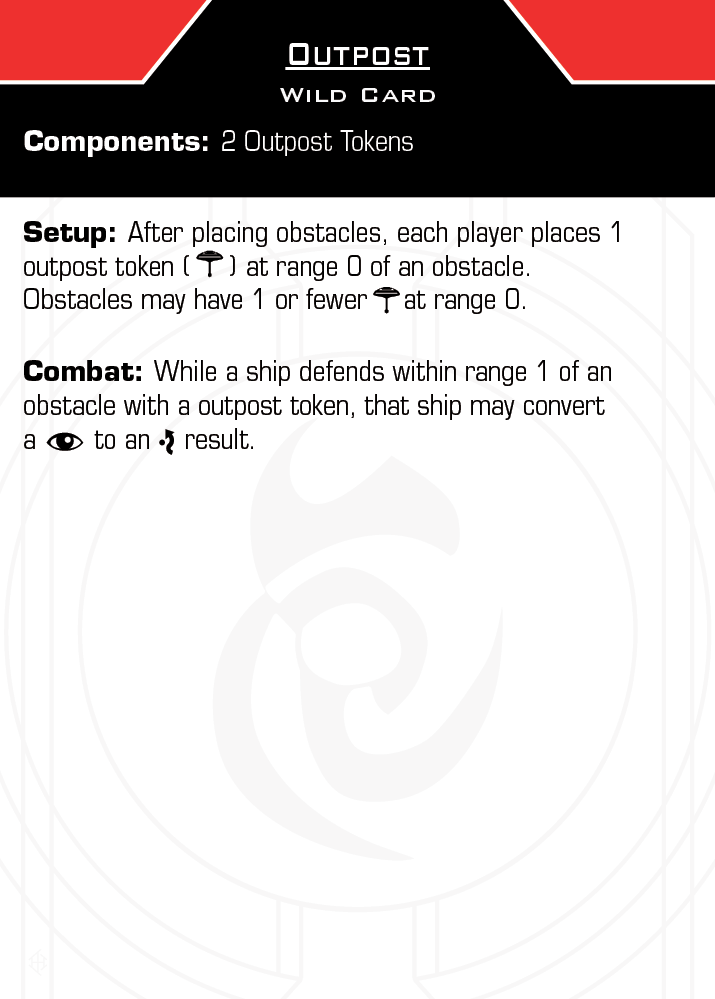 Outpost
Wild Card
Components: 2 Outpost Tokens
Setup: After placing obstacles, each player places 1
outpost token ( ) at range 0 of an obstacle.
Obstacles may have 1 or fewer at range 0.
Combat: While a ship defends within range 1 of an
obstacle with a outpost token, that ship may convert
a to an result.